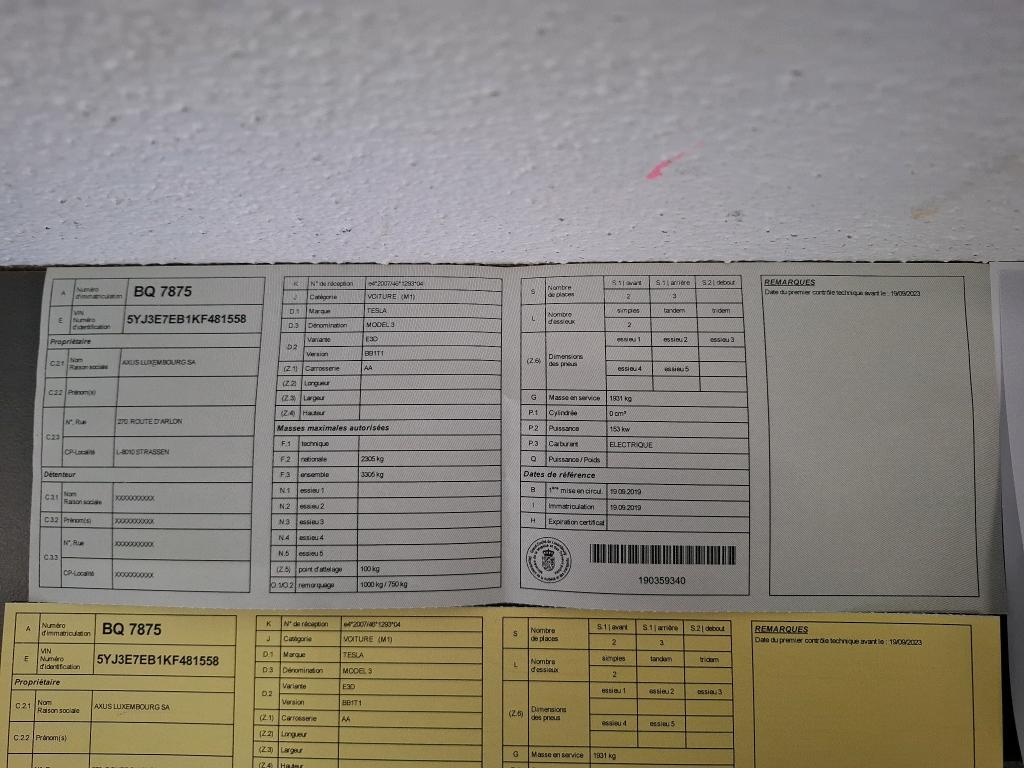 A Numéro d'immatriculation BQ 7875
E VIN Numéro d'identification 5YJ3E7EB1KF481558
Propriétaire
C.2.1 Nom Raison sociale AXUS LUXEMBOURG SA
C.2.2 Prénom(s)
C.2.3 N°, Rue 270, ROUTE D'ARLON
CP-Localité L-8010 STRASSEN
Détenteur
C.3.1 Nom Raison sociale XXXXXXXXXX
C.3.2 Prénom(s) XXXXXXXXXX
C.3.3 N°, Rue XXXXXXXXXX
CP-Localité XXXXXXXXXX
K N° de réception e4*2007/46*1293*04
J Catégorie VOITURE (M1)
D.1 Marque TESLA
D.3 Dénomination MODEL 3
D.2 Variante E3D
Version BB1T1
(Z.1) Carrosserie AA
(Z.2) Longueur
(Z.3) Largeur
(Z.4) Hauteur
Masses maximales autorisées
F.1 technique
F.2 nationale 2305 kg
F.3 ensemble 3305 kg
N.1 essieu 1
N.2 essieu 2
N.3 essieu 3
N.4 essieu 4
N.5 essieu 5
(Z.5) point d'attelage 100 kg
O.1/O.2 remorquage 1000 kg / 750 kg
S Nombre de places S.1 | avant S.1 | arrière S.2 | debout
2 3
L Nombre d'essieux simples tandem tridem
2
(Z.6) Dimensions des pneus essieu 1 essieu 2 essieu 3
essieu 4 essieu 5
G Masse en service 1931 kg
P.1 Cylindrée 0 cm³
P.2 Puissance 153 kw
P.3 Carburant ELECTRIQUE
Q Puissance / Poids
Dates de référence
B 1ère mise en circul. 19.09.2019
I Immatriculation 19.09.2019
H Expiration certificat
190359340
REMARQUES
Date du premier contrôle technique avant le : 19/09/2023
A Numéro d'immatriculation BQ 7875
E VIN Numéro d'identification 5YJ3E7EB1KF481558
Propriétaire
C.2.1 Nom Raison sociale AXUS LUXEMBOURG SA
C.2.2 Prénom(s)
K N° de réception e4*2007/46*1293*04
J Catégorie VOITURE (M1)
D.1 Marque TESLA
D.3 Dénomination MODEL 3
D.2 Variante E3D
Version BB1T1
(Z.1) Carrosserie AA
(Z.2) Longueur
(Z.3) Largeur
(Z.4) Hauteur
S Nombre de places S.1 | avant S.1 | arrière S.2 | debout
2 3
L Nombre d'essieux simples tandem tridem
2
(Z.6) Dimensions des pneus essieu 1 essieu 2 essieu 3
essieu 4 essieu 5
G Masse en service 1931 kg
REMARQUES
Date du premier contrôle technique avant le : 19/09/2023